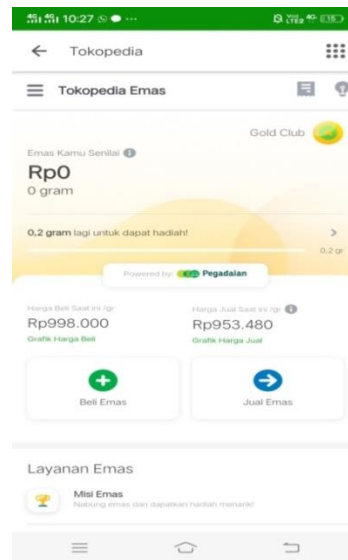 10:27
Tokopedia
Tokopedia Emas
Gold Club
Emas Kamu Senilai
Rp0
0 gram
0,2 gram lagi untuk dapat hadiah!
0,2 gr
Powered by Pegadaian
Harga Beli Saat ini /gr
Rp998.000
Grafik Harga Beli
Harga Jual Saat ini /gr
Rp953.480
Grafik Harga Jual
Beli Emas
Jual Emas
Layanan Emas
Misi Emas
Nabung emas dan dapatkan hadiah menarik!